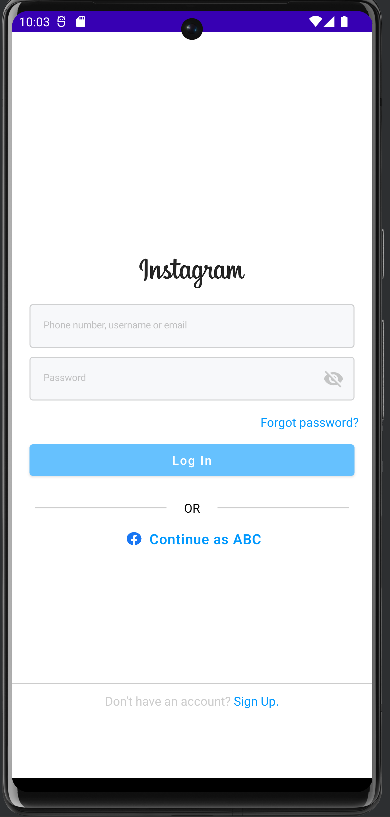 10:03
Instagram
Phone number, username or email
Password
Forgot password?
Log In
OR
Continue as ABC
Don't have an account? Sign Up.